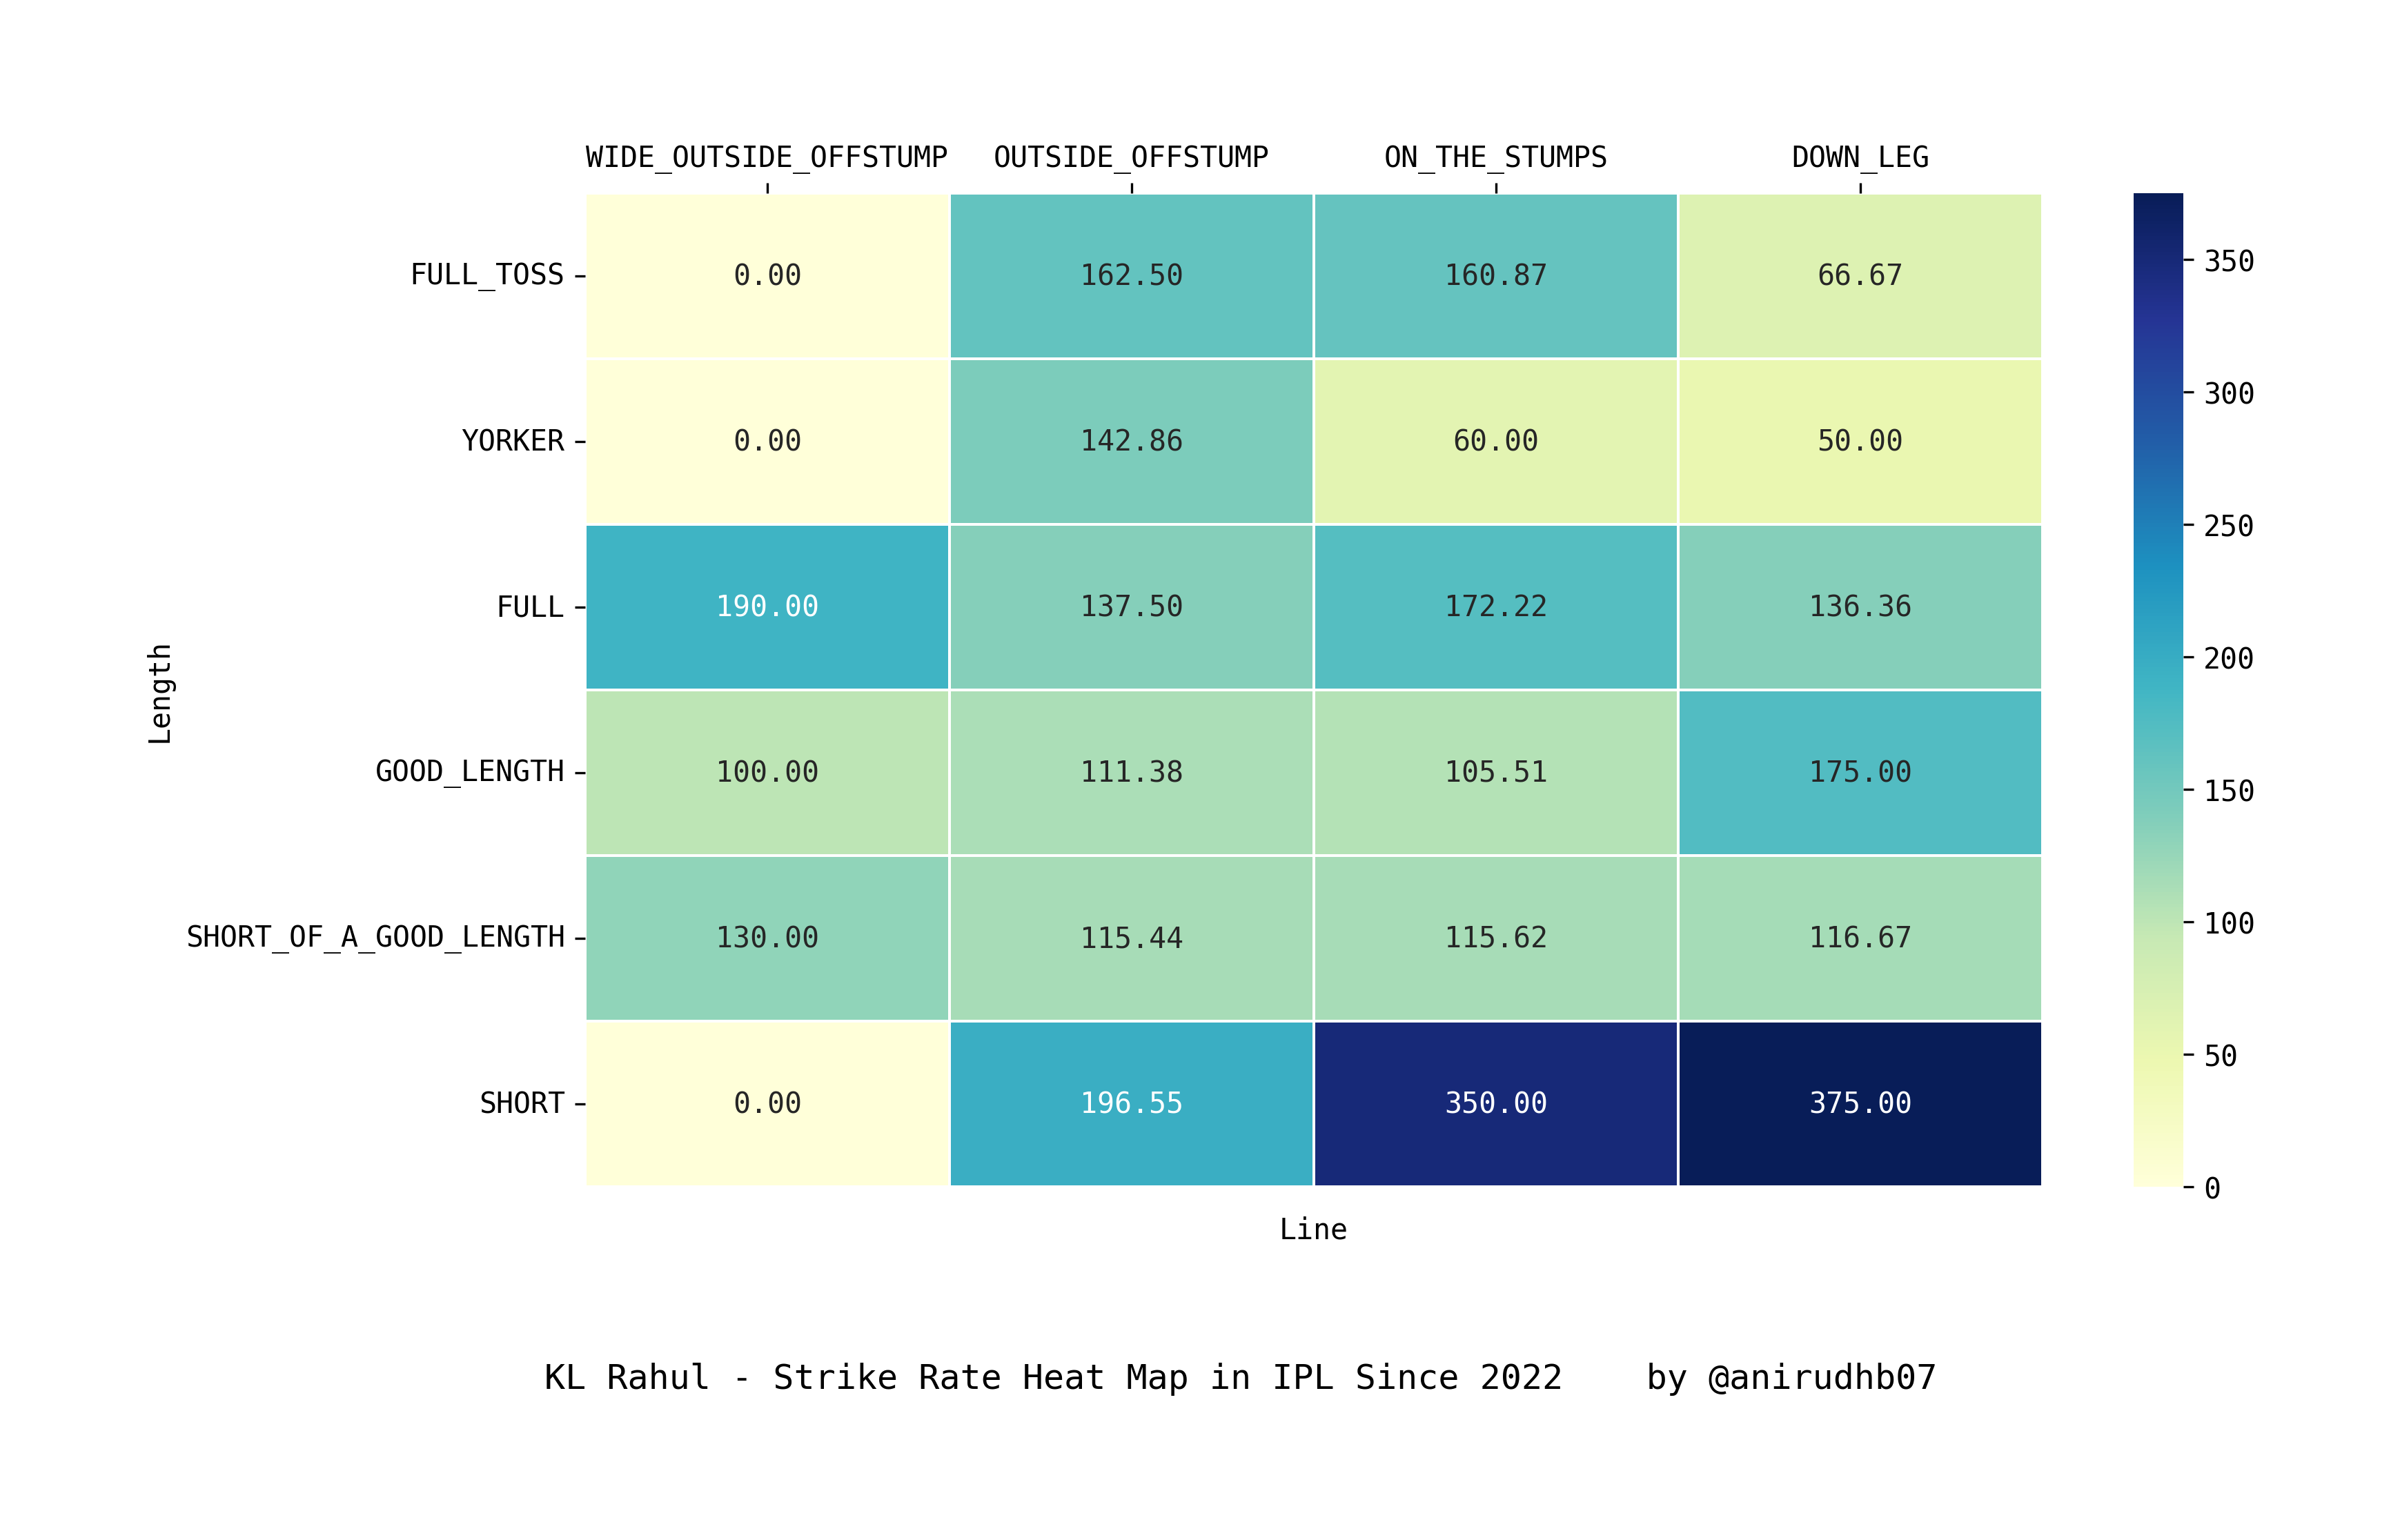 WIDE_OUTSIDE_OFFSTUMP OUTSIDE_OFFSTUMP ON_THE_STUMPS DOWN_LEG
FULL_TOSS 0.00 162.50 160.87 66.67
YORKER 0.00 142.86 60.00 50.00
FULL 190.00 137.50 172.22 136.36
GOOD_LENGTH 100.00 111.38 105.51 175.00
SHORT_OF_A_GOOD_LENGTH 130.00 115.44 115.62 116.67
SHORT 0.00 196.55 350.00 375.00
Length
Line
350
300
250
200
150
100
50
0
KL Rahul - Strike Rate Heat Map in IPL Since 2022 by @anirudhb07